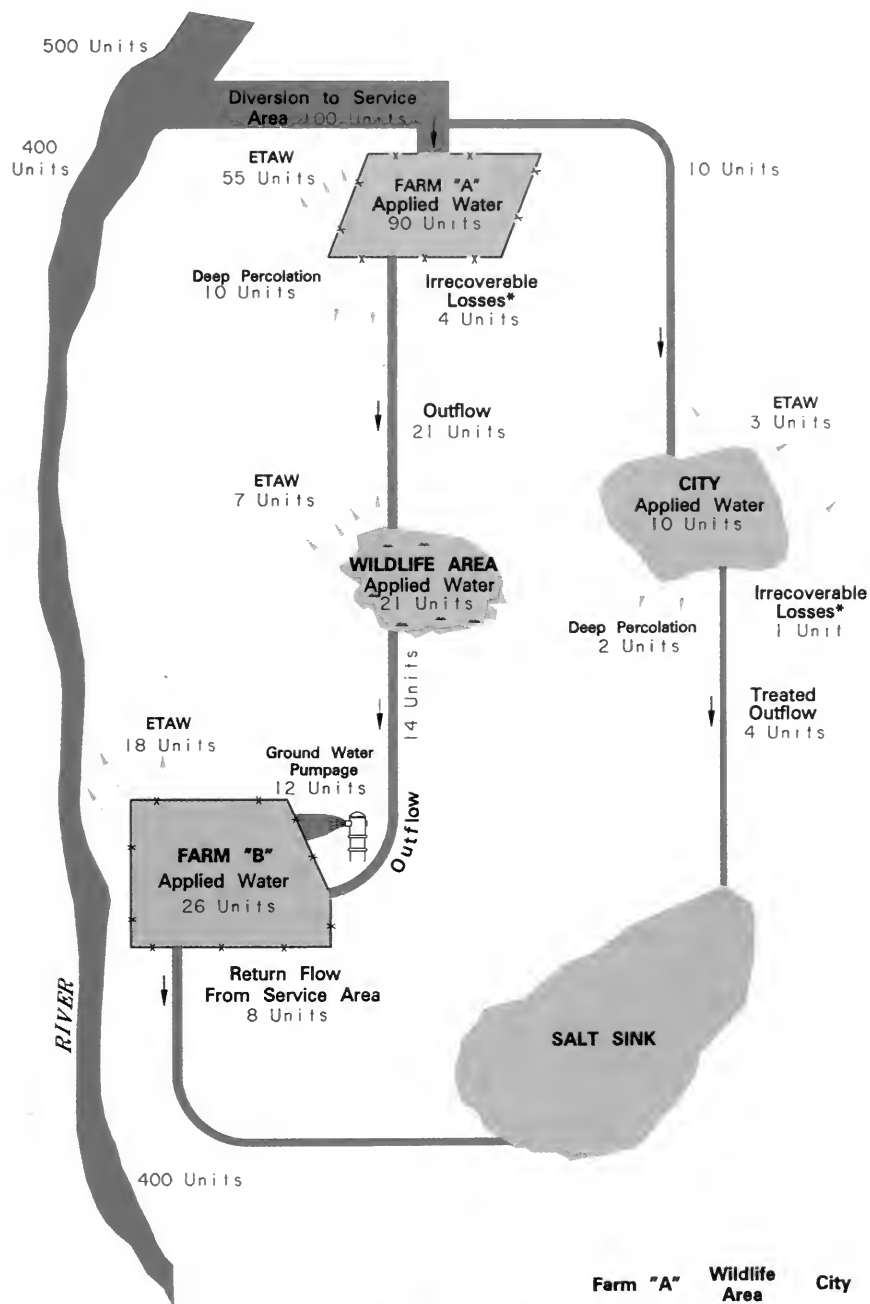 500 Units
Diversion to Service
Area 100 Units
400
Units
ETAW
55 Units
FARM "A"
Applied Water
90 Units
10 Units
Deep Percolation
10 Units
Irrecoverable
Losses*
4 Units
Outflow
21 Units
ETAW
3 Units
ETAW
7 Units
CITY
Applied Water
10 Units
WILDLIFE AREA
Applied Water
21 Units
Irrecoverable
Losses*
1 Unit
Deep Percolation
2 Units
14 Units
Outflow
Treated
Outflow
4 Units
ETAW
18 Units
Ground Water
Pumpage
12 Units
FARM "B"
Applied Water
26 Units
Return Flow
From Service Area
8 Units
RIVER
SALT SINK
400 Units
Farm "A"
Wildlife
Area
City